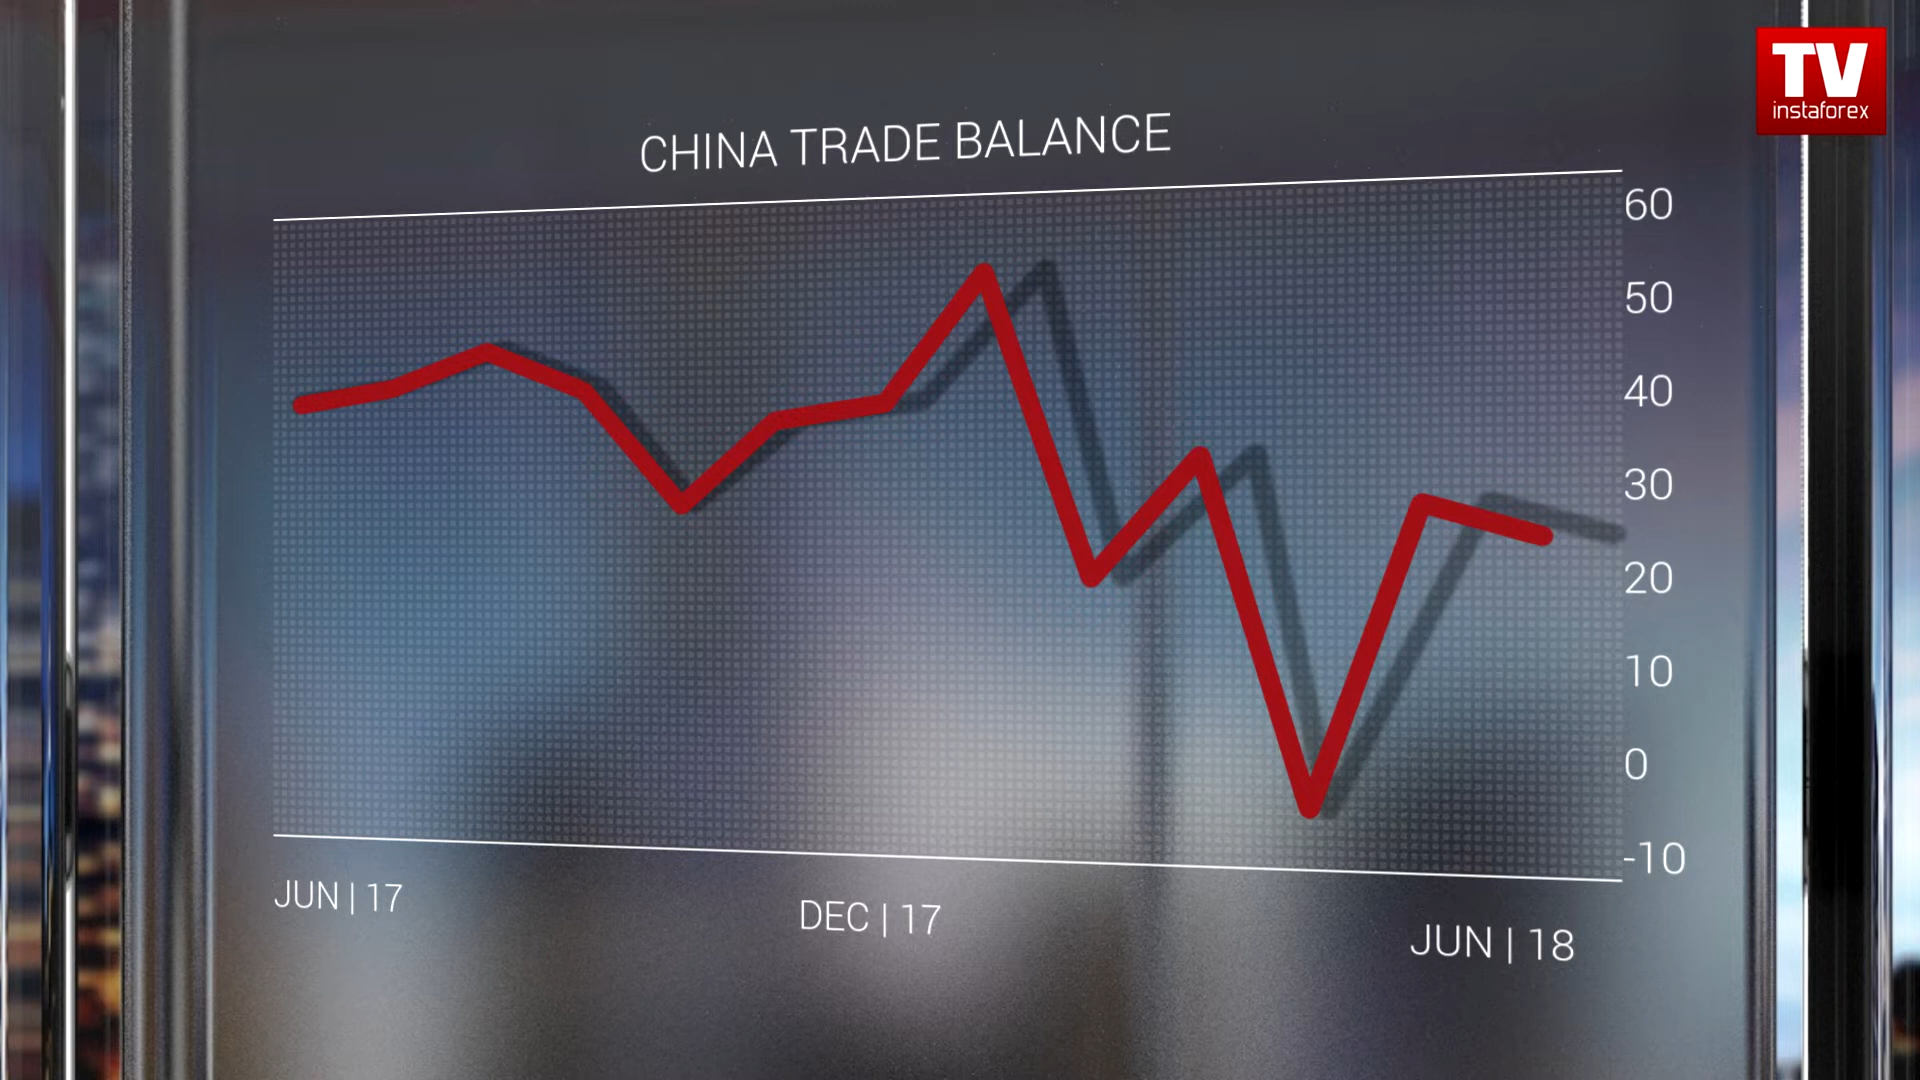 TV
instaforex
CHINA TRADE BALANCE
60
50
40
30
20
10
0
-10
JUN | 17
DEC | 17
JUN | 18